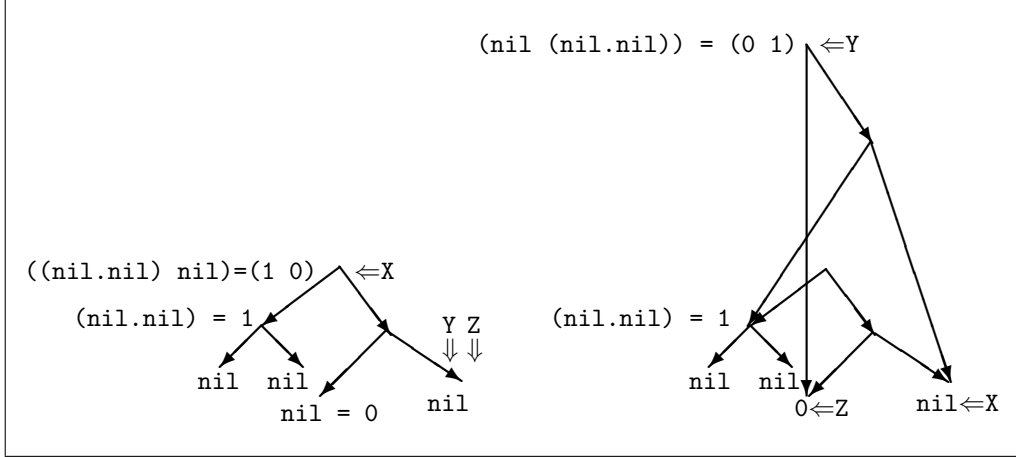 (nil (nil.nil)) = (0 1) ⇐Y
((nil.nil) nil)=(1 0) ⇐X
(nil.nil) = 1
Y Z
⇓ ⇓
nil nil
nil = 0
nil
(nil.nil) = 1
nil nil
0⇐Z
nil⇐X